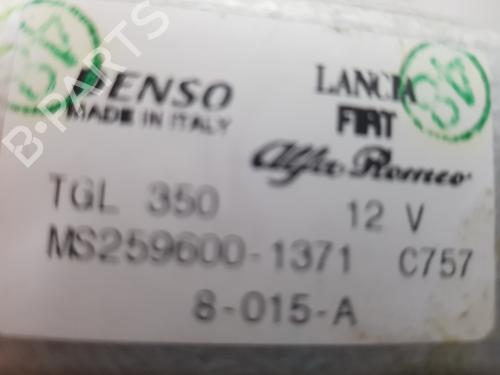 DENSO
MADE IN ITALY
LANCIA
FIAT
Alfa Romeo
TGL 350 12 V
MS259600-1371 C757
8-015-A
B-PARTS